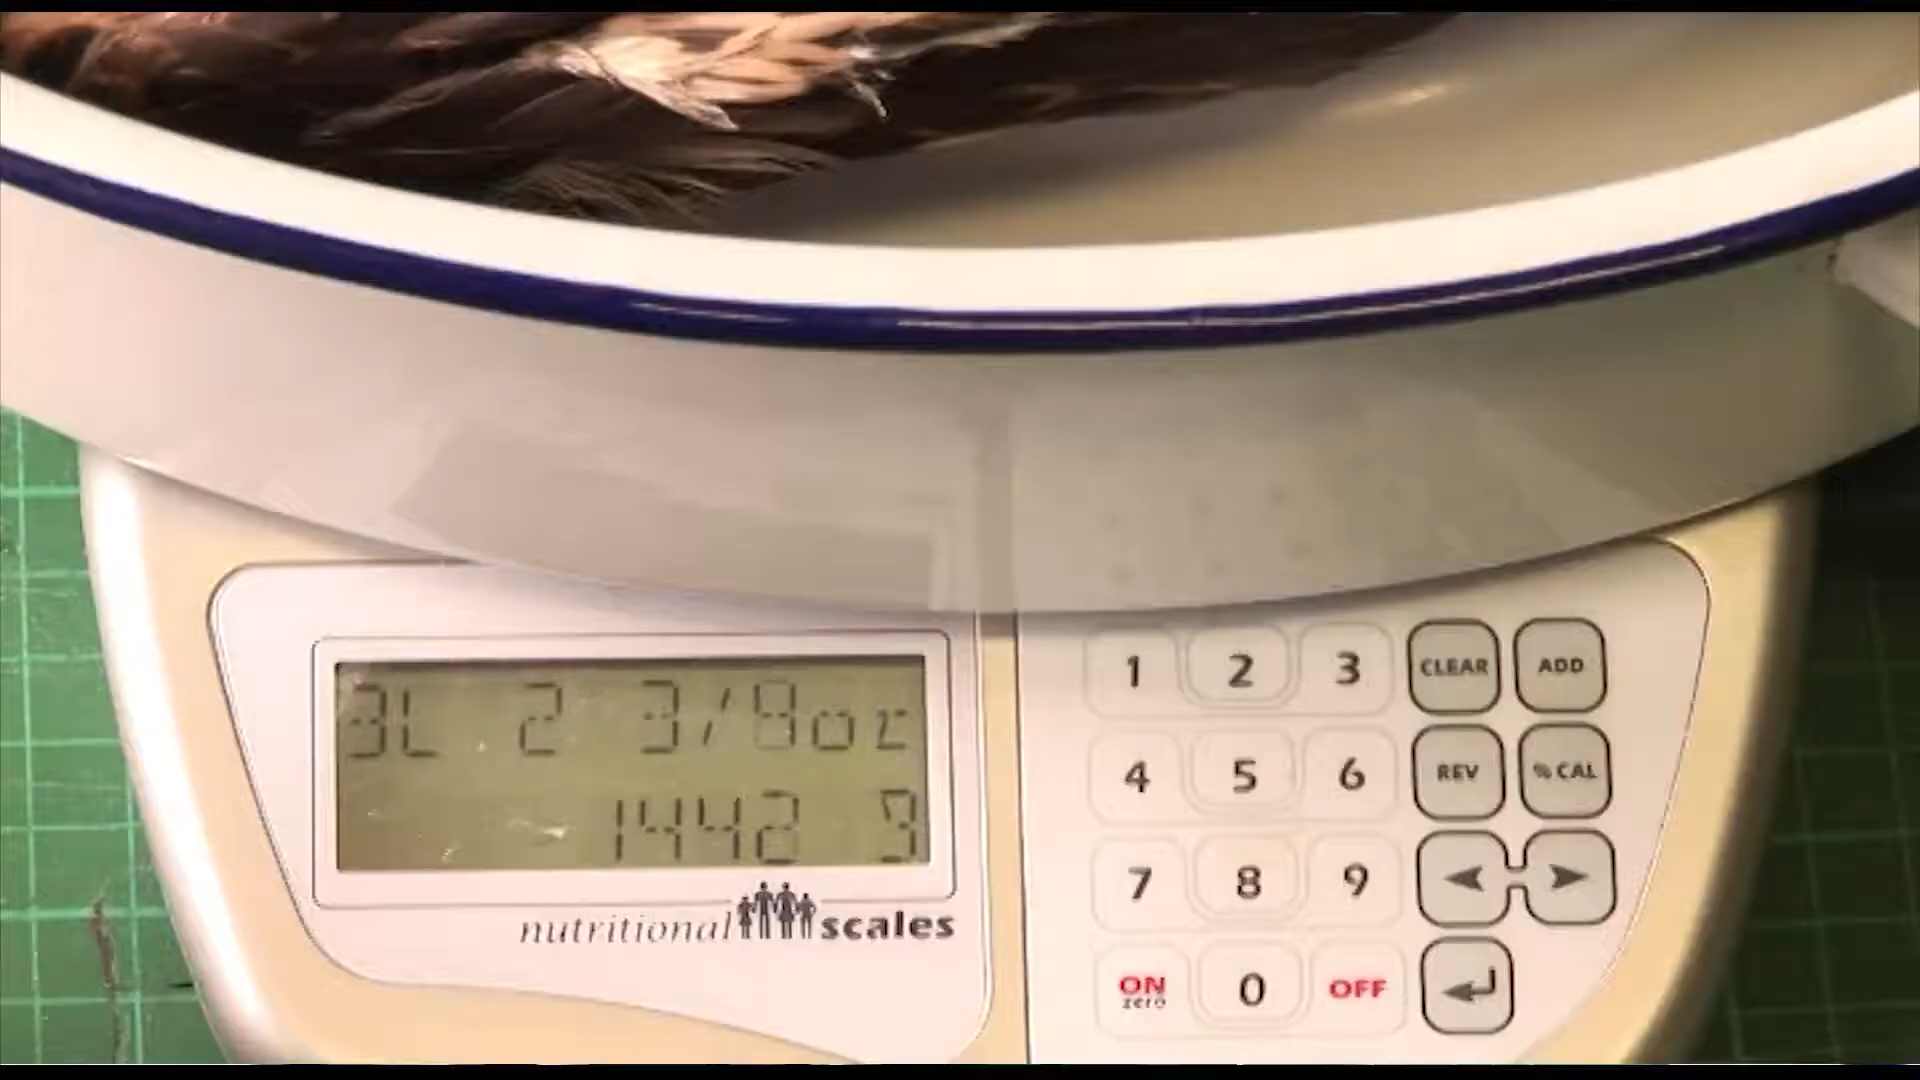 3L 2 3/8oz
1442 g
nutritional scales
1 2 3 CLEAR ADD
4 5 6 REV % CAL
7 8 9
ON zero 0 OFF